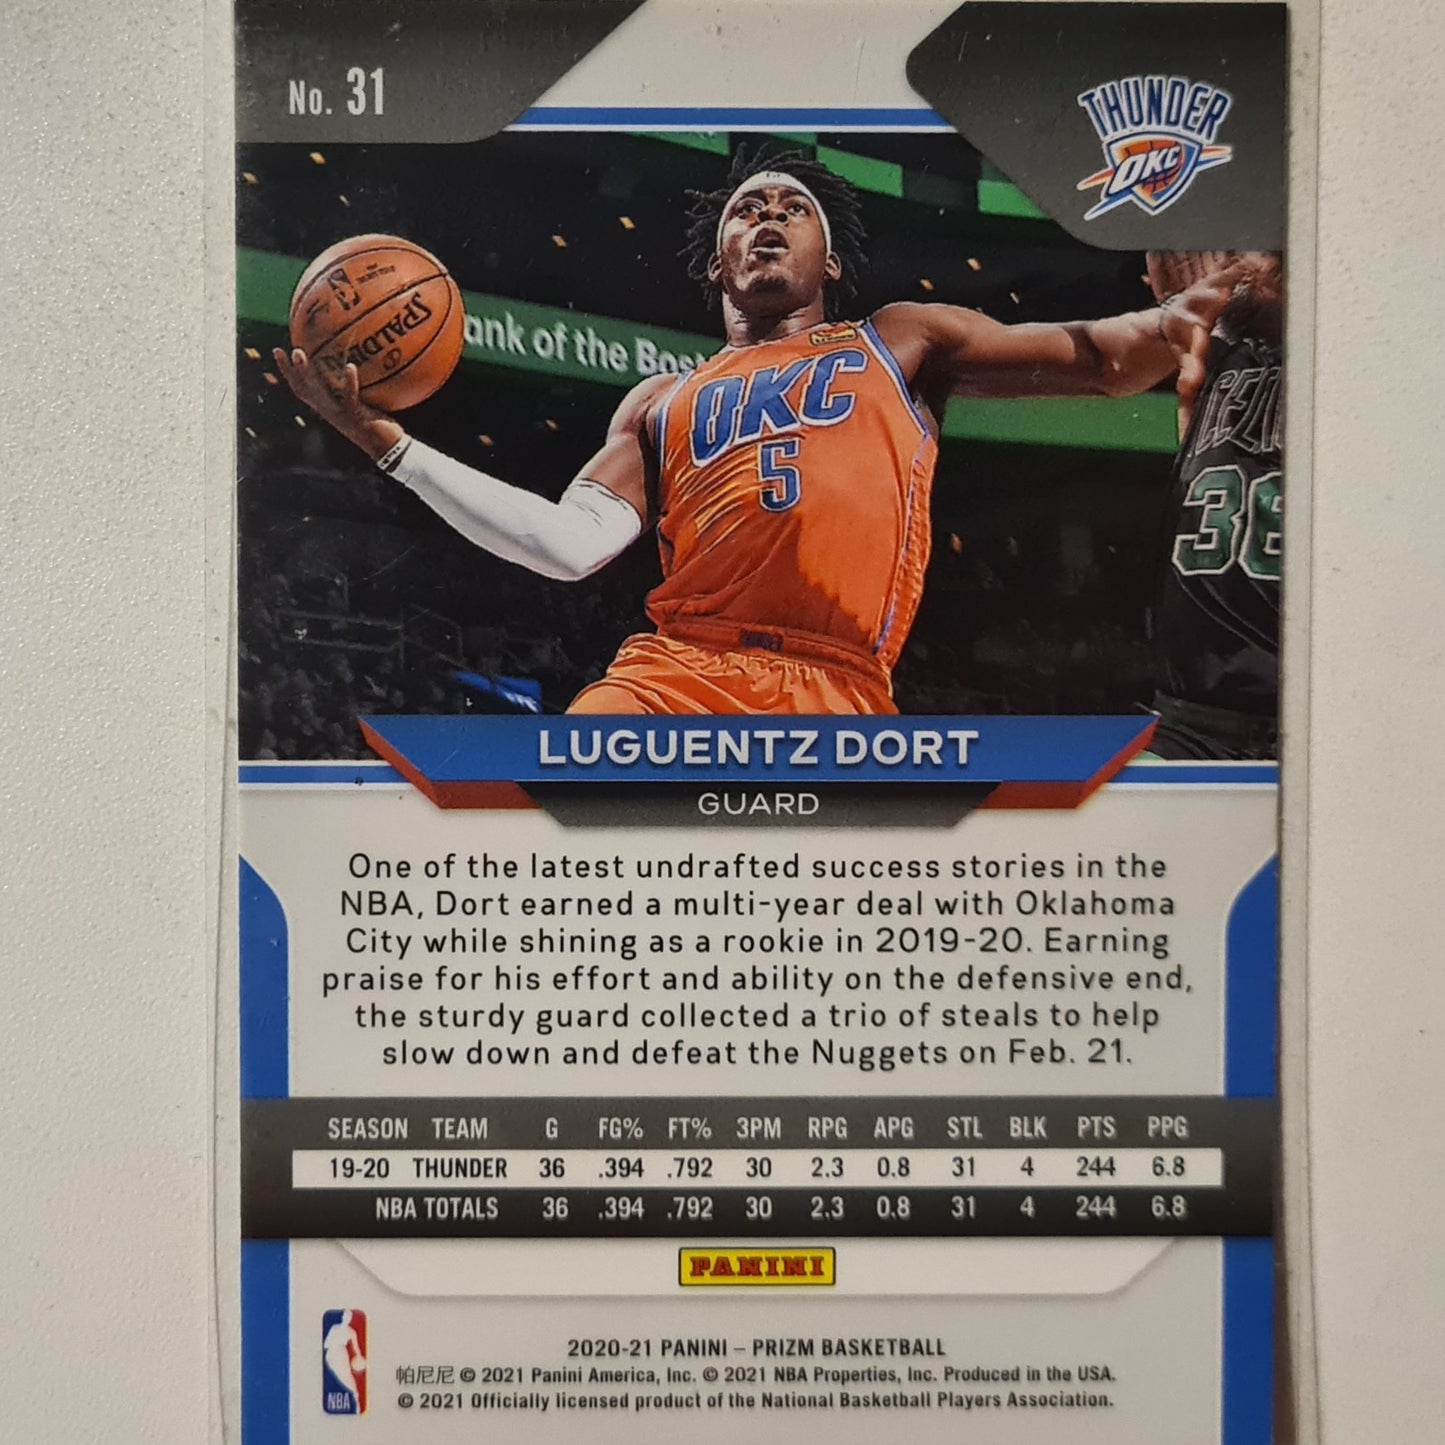 No. 31
THUNDER
OKC
SPALDING
ank of the Bos
OKC
5
CELTI
36
LUGUENTZ DORT
GUARD
One of the latest undrafted success stories in the
NBA, Dort earned a multi-year deal with Oklahoma
City while shining as a rookie in 2019-20. Earning
praise for his effort and ability on the defensive end,
the sturdy guard collected a trio of steals to help
slow down and defeat the Nuggets on Feb. 21.
SEASON TEAM G FG% FT% 3PM RPG APG STL BLK PTS PPG
19-20 THUNDER 36 .394 .792 30 2.3 0.8 31 4 244 6.8
NBA TOTALS 36 .394 .792 30 2.3 0.8 31 4 244 6.8
PANINI
NBA
2020-21 PANINI – PRIZM BASKETBALL
帕尼尼 © 2021 Panini America, Inc. © 2021 NBA Properties, Inc. Produced in the USA.
© 2021 Officially licensed product of the National Basketball Players Association.